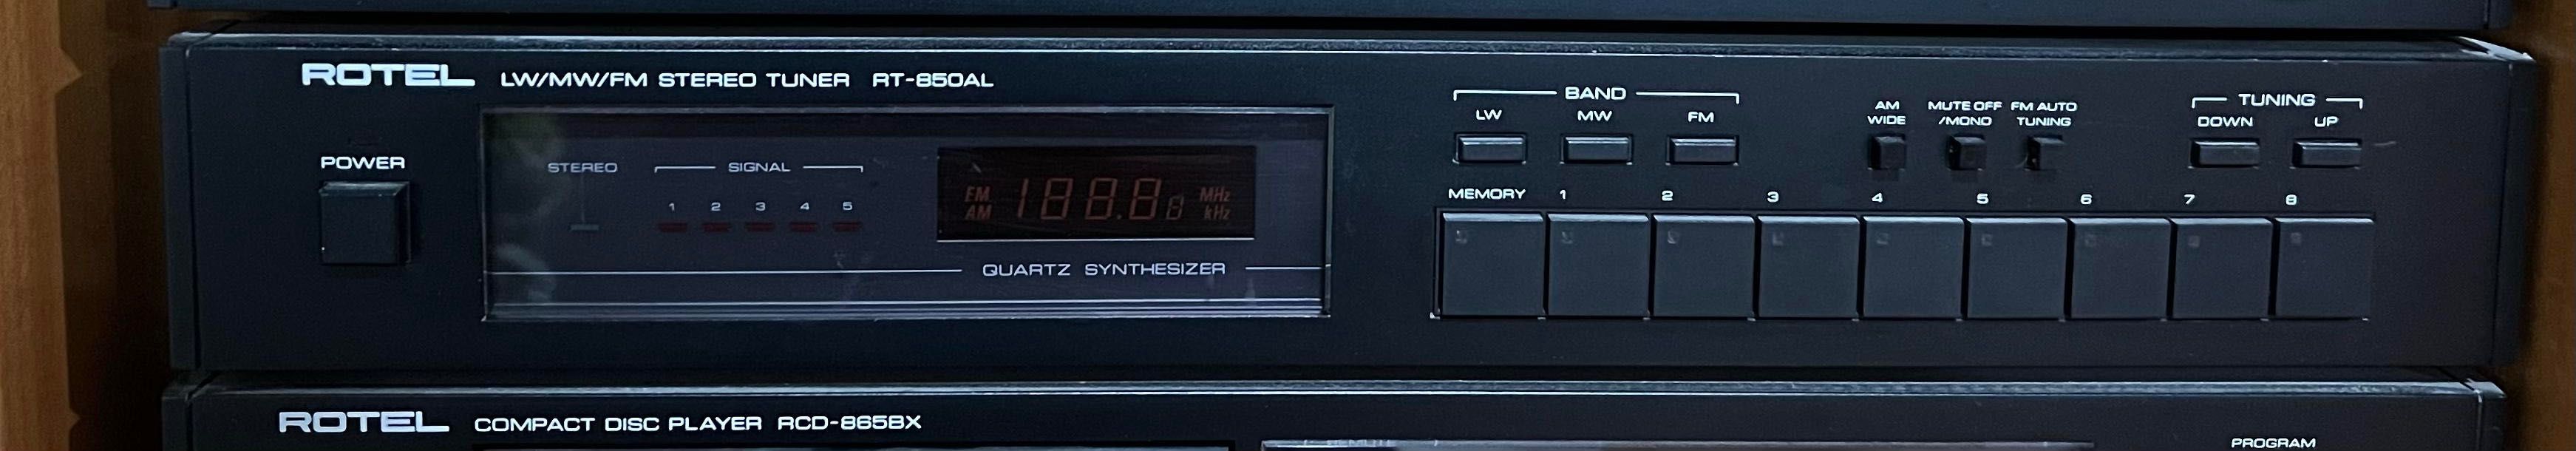 ROTEL LW/MW/FM STEREO TUNER RT-850AL
POWER
STEREO
SIGNAL
1 2 3 4 5
FM
AM
188.8 8
MHz
kHz
QUARTZ SYNTHESIZER
BAND
LW MW FM
AM WIDE
MUTE OFF /MONO
FM AUTO TUNING
TUNING
DOWN UP
MEMORY 1 2 3 4 5 6 7 8
ROTEL COMPACT DISC PLAYER RCD-865BX
REMOTE
PROGRAM